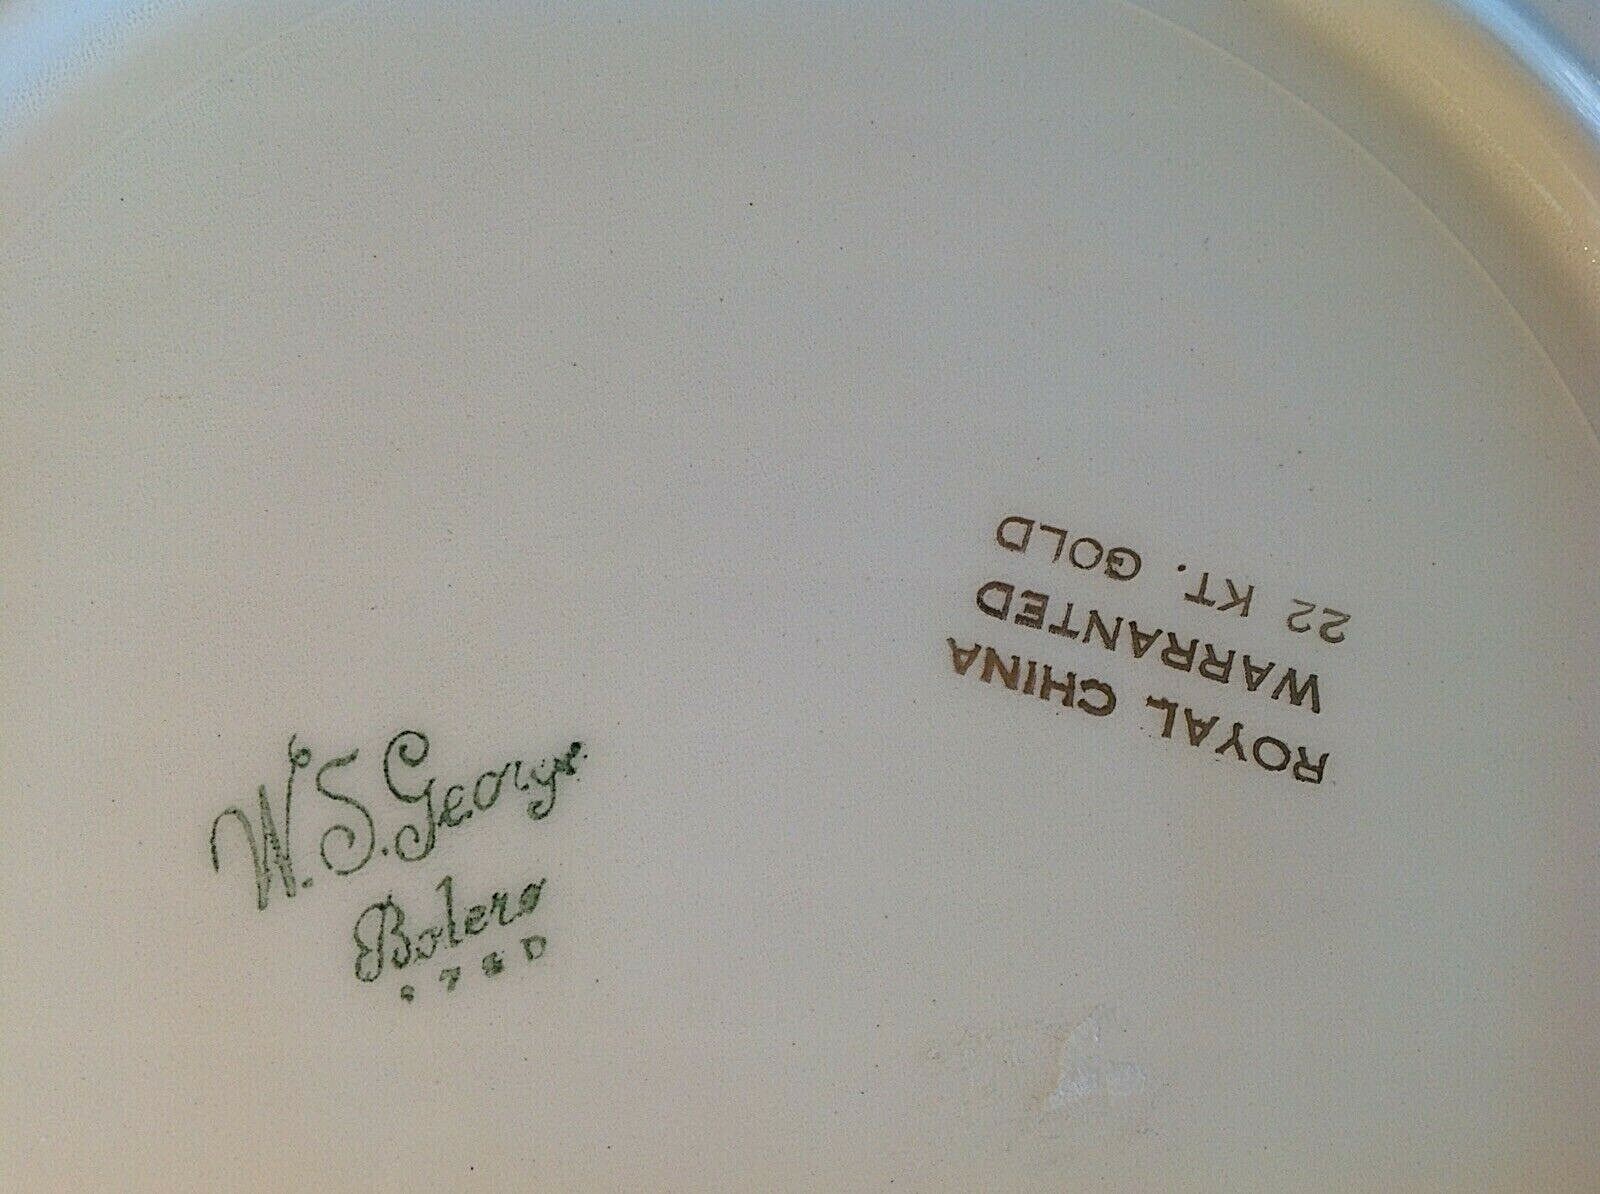 W.S.George
Bolero
ROYAL CHINA
WARRANTED
22 KT. GOLD